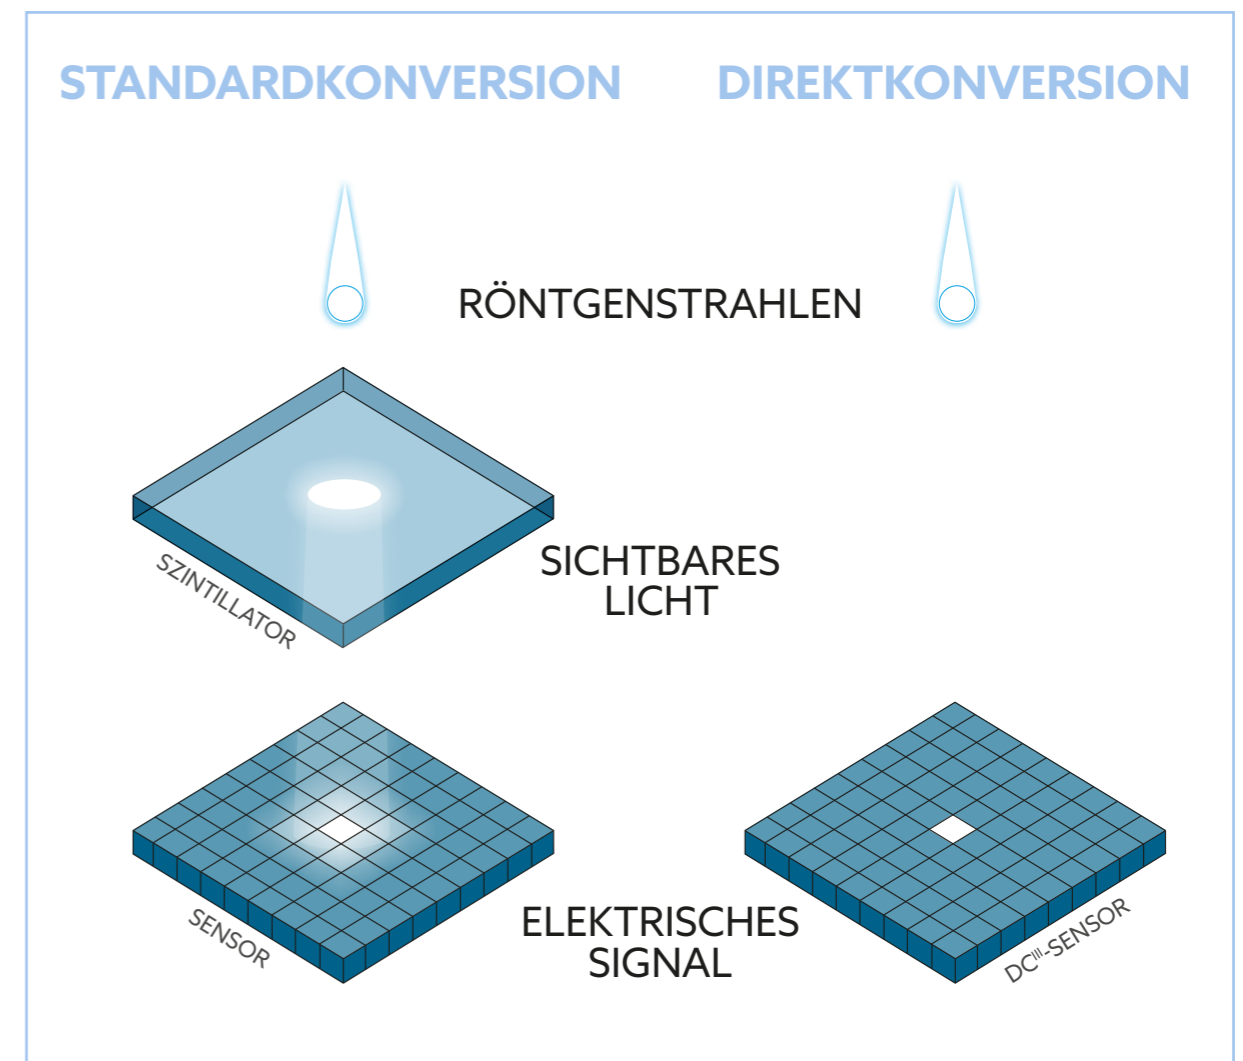 STANDARDKONVERSION
DIREKTKONVERSION
RÖNTGENSTRAHLEN
SZINTILLATOR
SICHTBARES
LICHT
SENSOR
ELEKTRISCHES
SIGNAL
DCᴵᴵᴵ-SENSOR